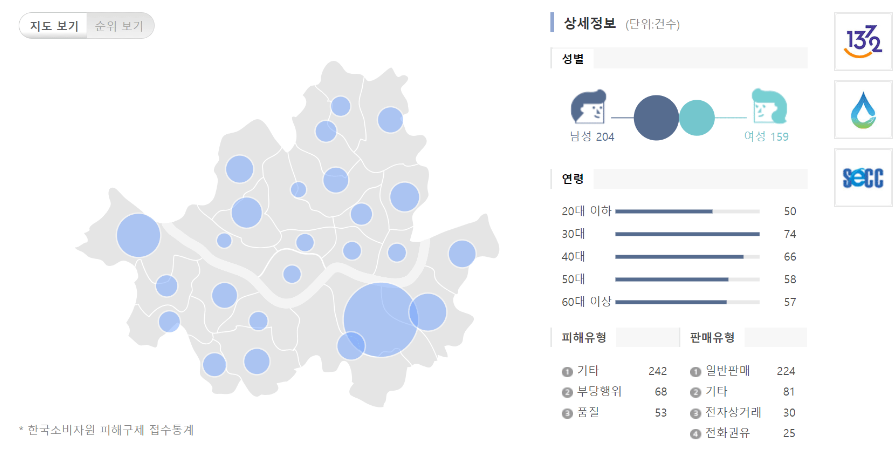 지도 보기 순위 보기
* 한국소비자원 피해구제 접수통계
상세정보 (단위:건수)
성별
남성 204
여성 159
연령
20대 이하 50
30대 74
40대 66
50대 58
60대 이상 57
피해유형
1 기타 242
2 부당행위 68
3 품질 53
판매유형
1 일반판매 224
2 기타 81
3 전자상거래 30
4 전화권유 25
1372
SECC